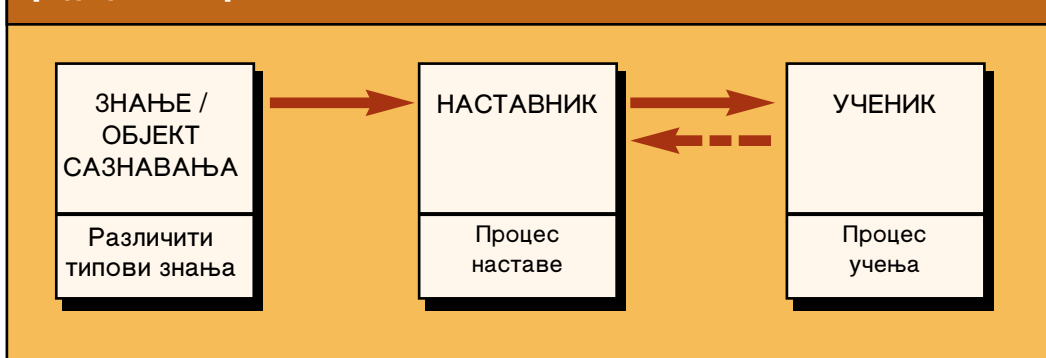 ЗНАЊЕ /
ОБЈЕКТ
САЗНАВАЊА
Различити
типови знања
НАСТАВНИК
Процес
наставе
УЧЕНИК
Процес
учења